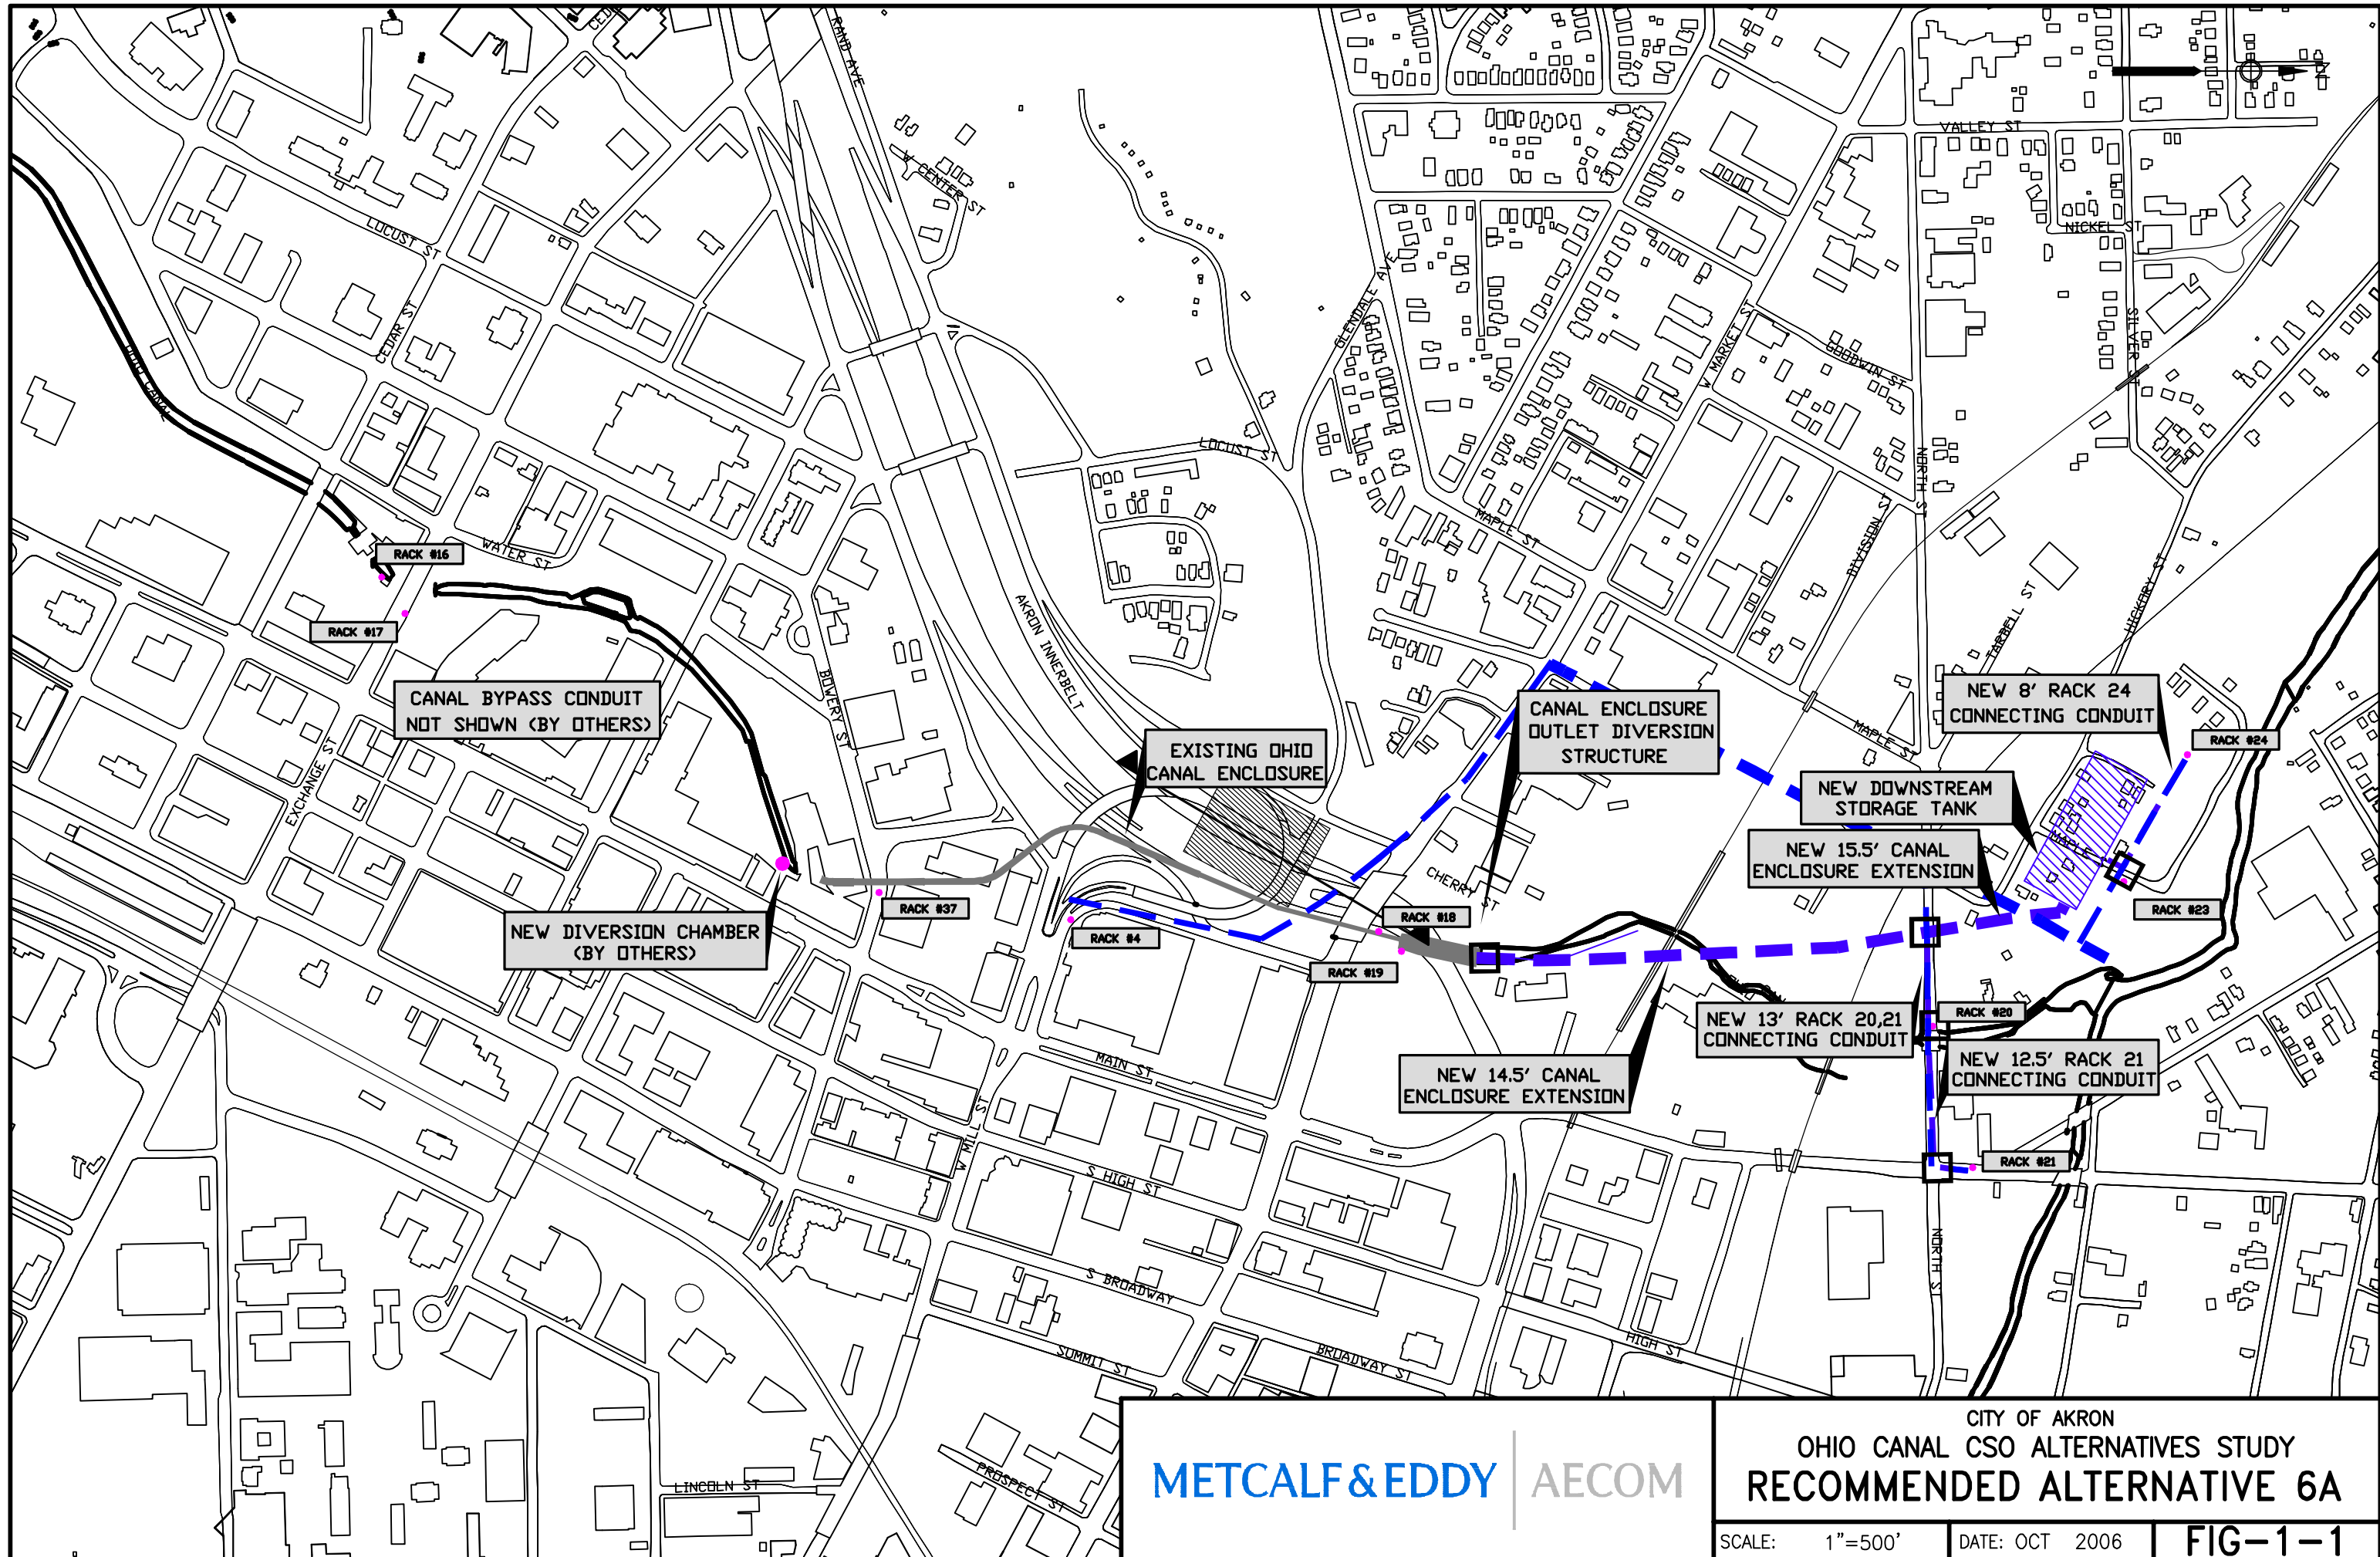 CEDAR
RAND AVE
N
VALLEY ST
W CENTER ST
NICKEL ST
LOCUST ST
GLENDALE AVE
W MARKET ST
SILVER ST
CEDAR ST
GOODWIN ST
OHIO CANAL
LOCUST ST
NORTH ST
MAPLE ST
DIVISION ST
RACK #16
WATER ST
HICKORY ST
TARBELL ST
RACK #17
AKRON INNERBELT
CANAL BYPASS CONDUIT
NOT SHOWN (BY OTHERS)
BOWERY ST
CANAL ENCLOSURE
OUTLET DIVERSION
STRUCTURE
NEW 8' RACK 24
CONNECTING CONDUIT
RACK #24
MAPLE ST
EXISTING OHIO
CANAL ENCLOSURE
EXCHANGE ST
NEW DOWNSTREAM
STORAGE TANK
NEW 15.5' CANAL
ENCLOSURE EXTENSION
MAPLE
CHERRY ST
RACK #37
RACK #18
RACK #23
NEW DIVERSION CHAMBER
(BY OTHERS)
RACK #4
RACK #19
NEW 13' RACK 20,21
CONNECTING CONDUIT
RACK #20
NEW 14.5' CANAL
ENCLOSURE EXTENSION
NEW 12.5' RACK 21
CONNECTING CONDUIT
MAIN ST
W MILL ST
S HIGH ST
RACK #21
NORTH ST
S BROADWAY
SUMMIT ST
BROADWAY ST
HIGH ST
LINCOLN ST
PROSPECT ST
METCALF & EDDY | AECOM
CITY OF AKRON
OHIO CANAL CSO ALTERNATIVES STUDY
RECOMMENDED ALTERNATIVE 6A
SCALE: 1"=500'
DATE: OCT 2006
FIG-1-1